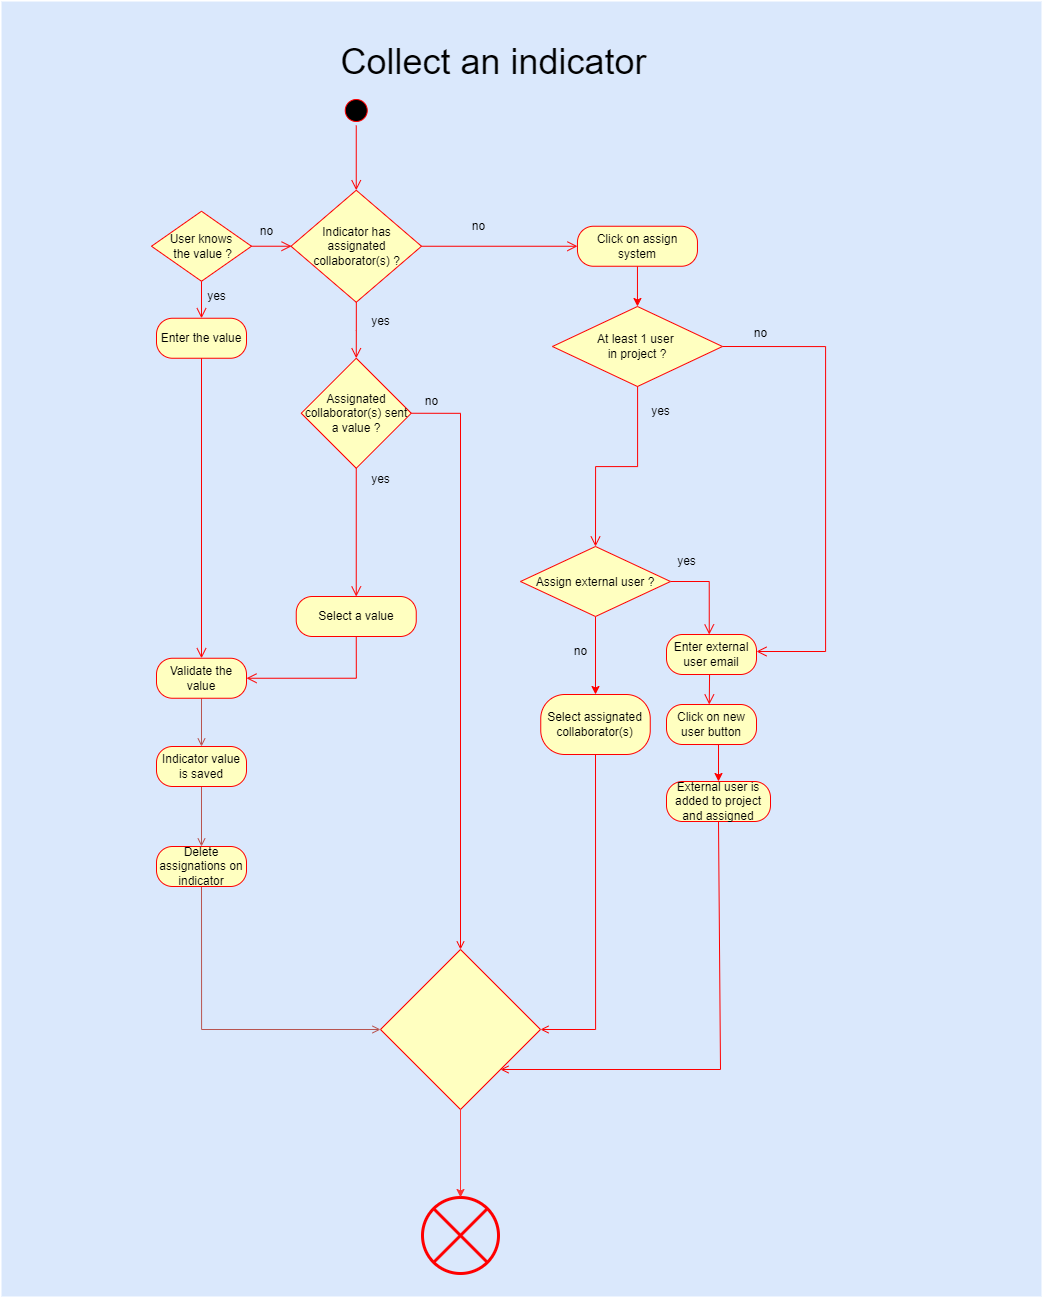 Collect an indicator
User knows
the value ?
no
Indicator has
assignated
collaborator(s) ?
no
Click on assign
system
yes
Enter the value
yes
At least 1 user
in project ?
no
Assignated
collaborator(s) sent
a value ?
no
yes
yes
Assign external user ?
yes
Select a value
Enter external
user email
no
Validate the
value
Select assignated
collaborator(s)
Click on new
user button
Indicator value
is saved
External user is
added to project
and assigned
Delete
assignations on
indicator